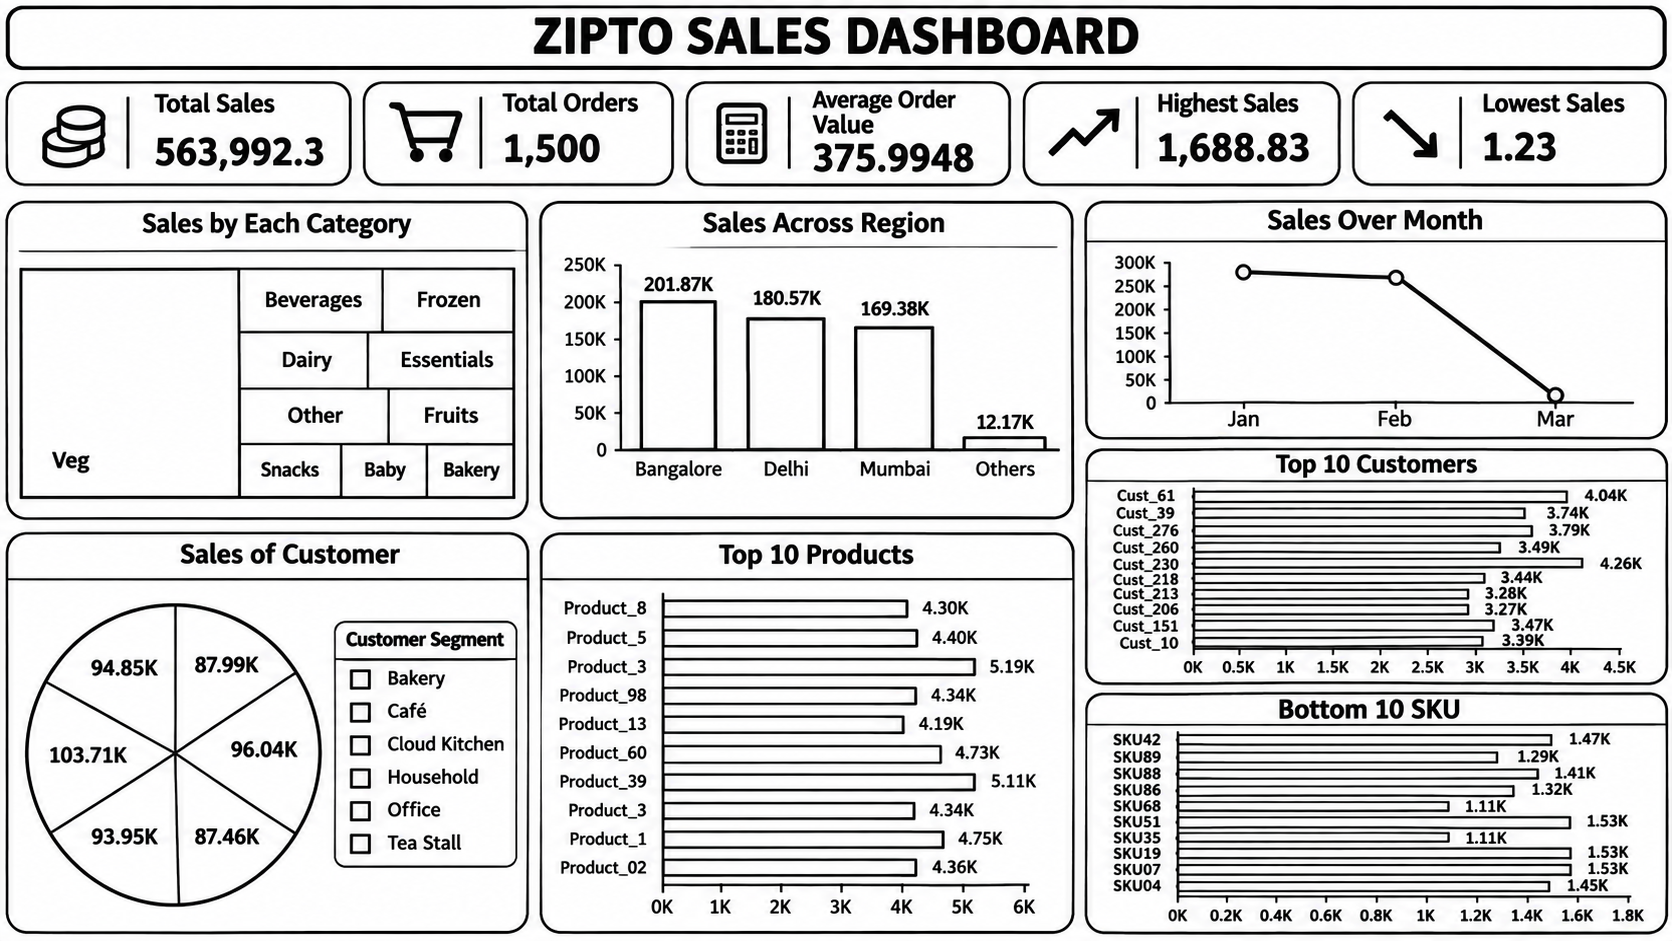 ZIPTO SALES DASHBOARD
Total Sales
563,992.3
Total Orders
1,500
Average Order
Value
375.9948
Highest Sales
1,688.83
Lowest Sales
1.23
Sales by Each Category
Veg
Beverages Frozen
Dairy Essentials
Other Fruits
Snacks Baby Bakery
Sales Across Region
250K
200K
150K
100K
50K
0
201.87K 180.57K 169.38K 12.17K
Bangalore Delhi Mumbai Others
Sales Over Month
300K
250K
200K
150K
100K
50K
0
Jan Feb Mar
Sales of Customer
94.85K 87.99K
103.71K 96.04K
93.95K 87.46K
Customer Segment
Bakery
Café
Cloud Kitchen
Household
Office
Tea Stall
Top 10 Products
Product_8 4.30K
Product_5 4.40K
Product_3 5.19K
Product_98 4.34K
Product_13 4.19K
Product_60 4.73K
Product_39 5.11K
Product_3 4.34K
Product_1 4.75K
Product_02 4.36K
0K 1K 2K 3K 4K 5K 6K
Top 10 Customers
Cust_61 4.04K
Cust_39 3.74K
Cust_276 3.79K
Cust_260 3.49K
Cust_230 4.26K
Cust_218 3.44K
Cust_213 3.28K
Cust_206 3.27K
Cust_151 3.47K
Cust_10 3.39K
0K 0.5K 1K 1.5K 2K 2.5K 3K 3.5K 4K 4.5K
Bottom 10 SKU
SKU42 1.47K
SKU89 1.29K
SKU88 1.41K
SKU86 1.32K
SKU68 1.11K
SKU51 1.53K
SKU35 1.11K
SKU19 1.53K
SKU07 1.53K
SKU04 1.45K
0K 0.2K 0.4K 0.6K 0.8K 1K 1.2K 1.4K 1.6K 1.8K